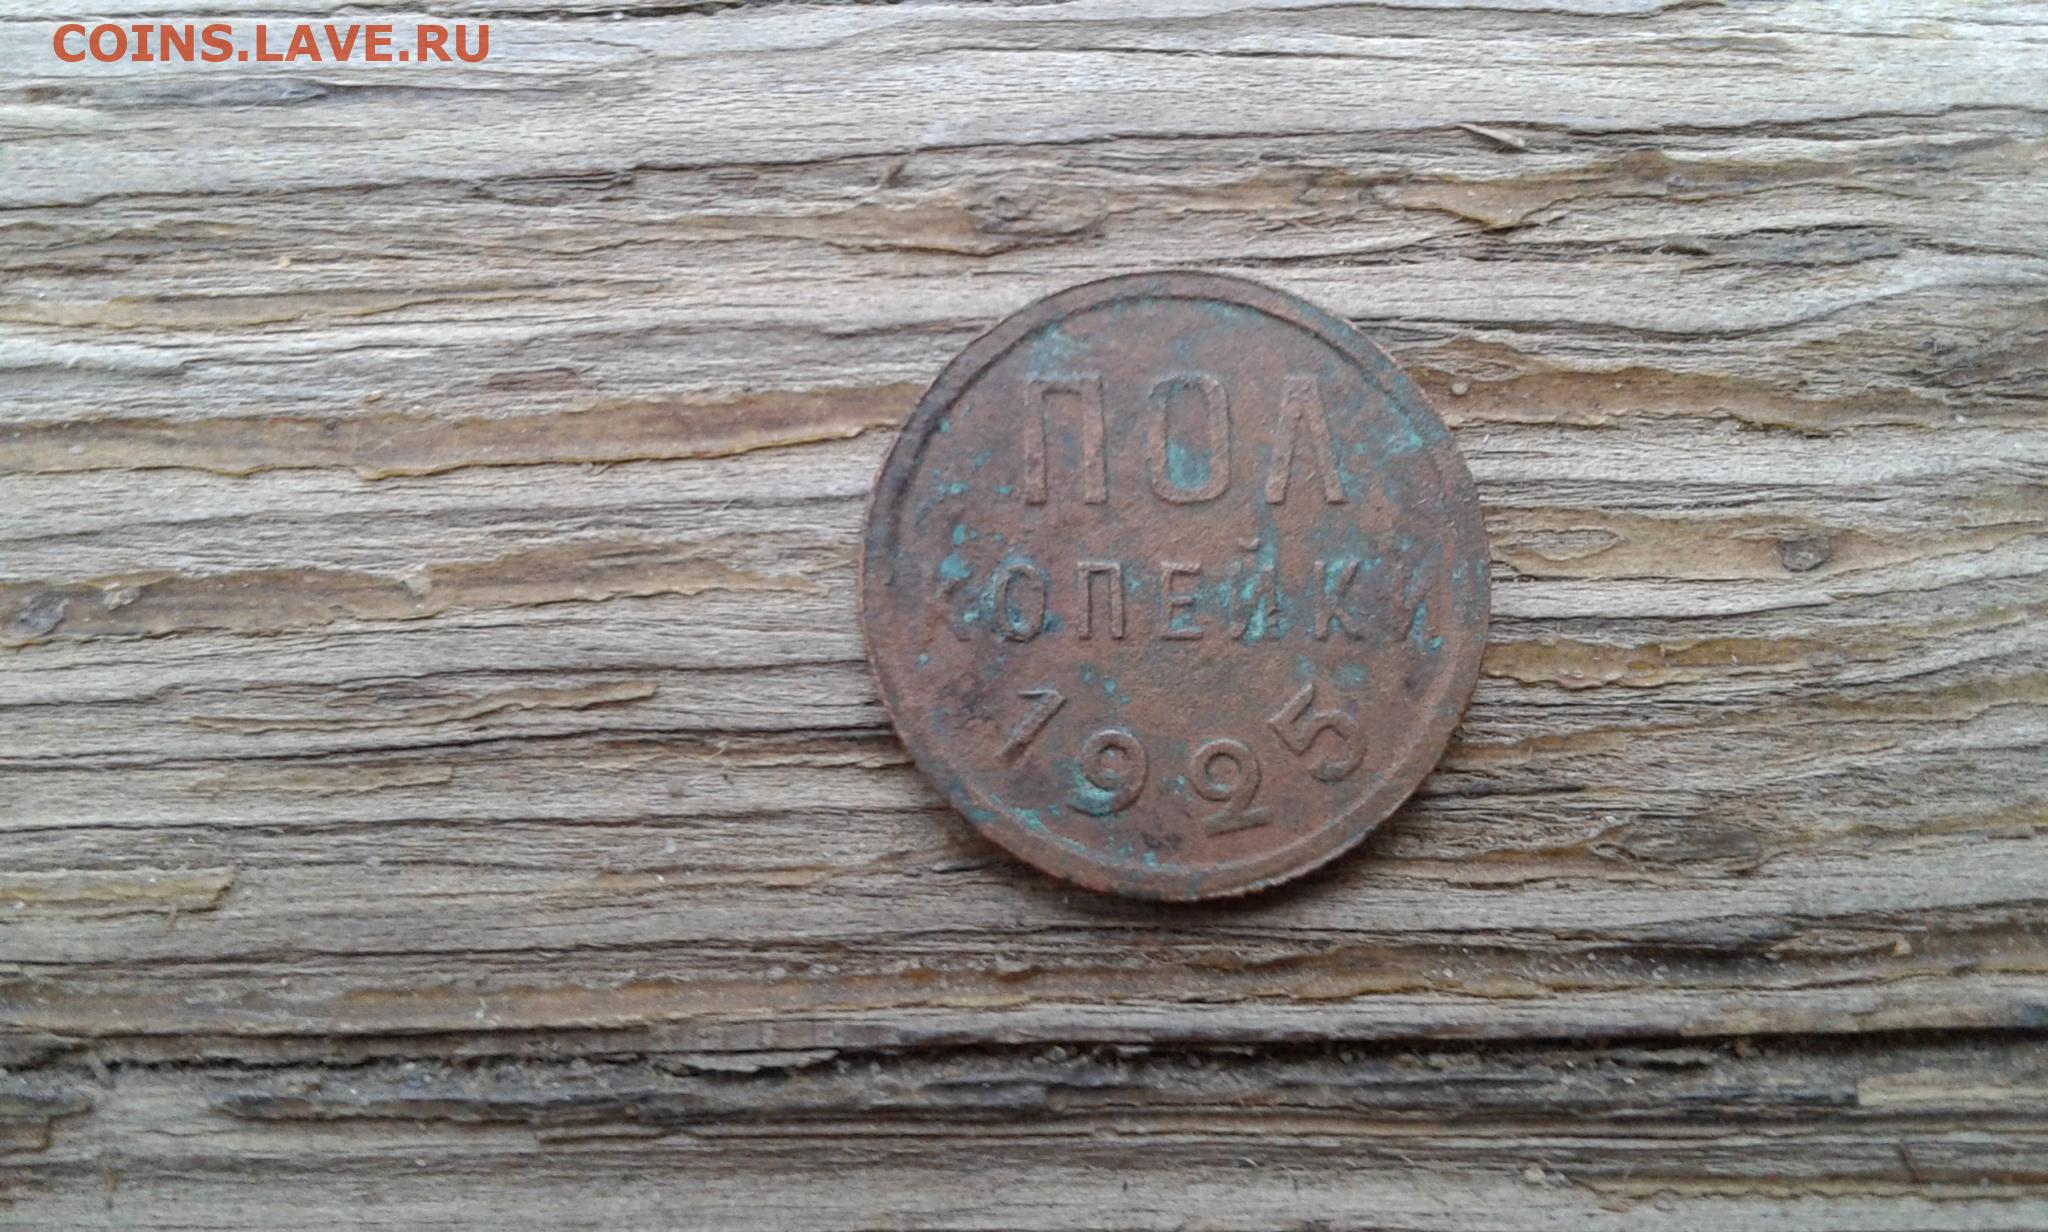 COINS.LAVE.RU
ПОЛ
КОПЕЙКИ
1925